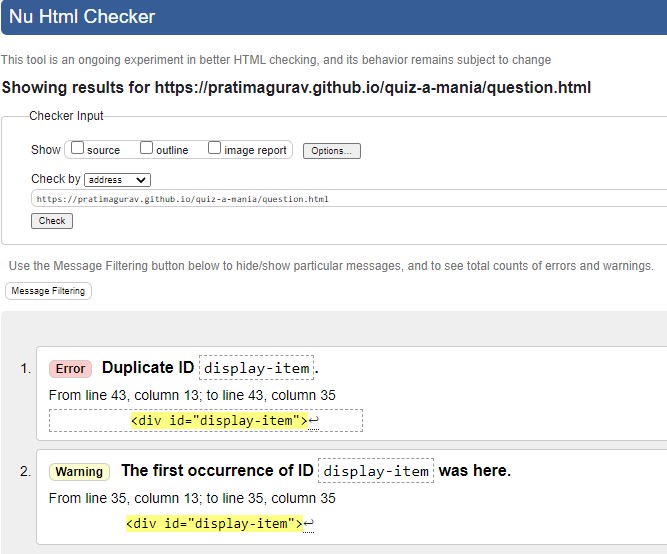 Nu Html Checker
This tool is an ongoing experiment in better HTML checking, and its behavior remains subject to change
Showing results for https://pratimagurav.github.io/quiz-a-mania/question.html
Checker Input
Show source outline image report Options...
Check by address
https://pratimagurav.github.io/quiz-a-mania/question.html
Check
Use the Message Filtering button below to hide/show particular messages, and to see total counts of errors and warnings.
Message Filtering
1. Error Duplicate ID display-item.
From line 43, column 13; to line 43, column 35
<div id="display-item">↩
2. Warning The first occurrence of ID display-item was here.
From line 35, column 13; to line 35, column 35
<div id="display-item">↩